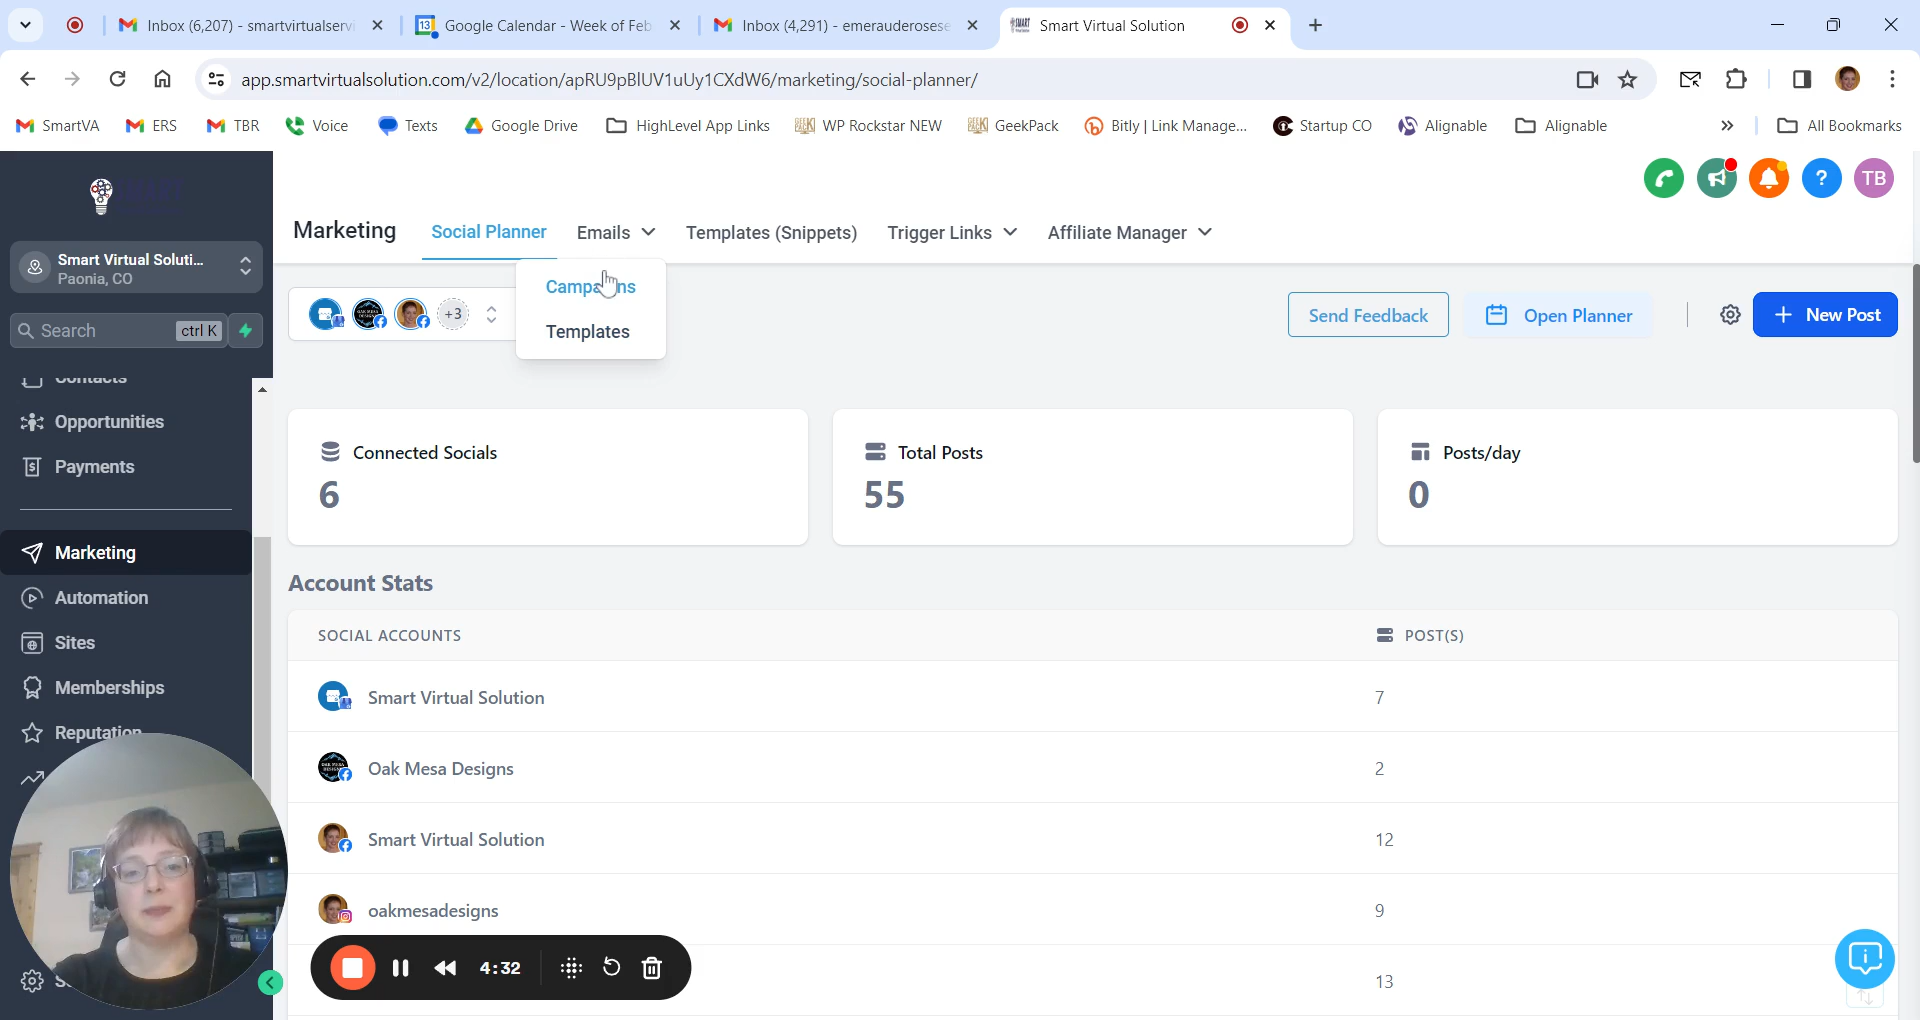 Inbox (6,207) - smartvirtualservi
Google Calendar - Week of Feb
Inbox (4,291) - emerauderosese
Smart Virtual Solution
app.smartvirtualsolution.com/v2/location/apRU9pBlUV1uUy1CXdW6/marketing/social-planner/
SmartVA
ERS
TBR
Voice
Texts
Google Drive
HighLevel App Links
WP Rockstar NEW
GeekPack
Bitly | Link Manage...
Startup CO
Alignable
Alignable
All Bookmarks
TB
Smart Virtual Soluti...
Paonia, CO
Search
ctrl K
Contacts
Opportunities
Payments
Marketing
Automation
Sites
Memberships
Reputation
Marketing
Social Planner
Emails
Templates (Snippets)
Trigger Links
Affiliate Manager
Campaigns
Templates
+3
Send Feedback
Open Planner
+ New Post
Connected Socials
6
Total Posts
55
Posts/day
0
Account Stats
SOCIAL ACCOUNTS
POST(S)
Smart Virtual Solution
7
Oak Mesa Designs
2
Smart Virtual Solution
12
oakmesadesigns
9
13
4:32